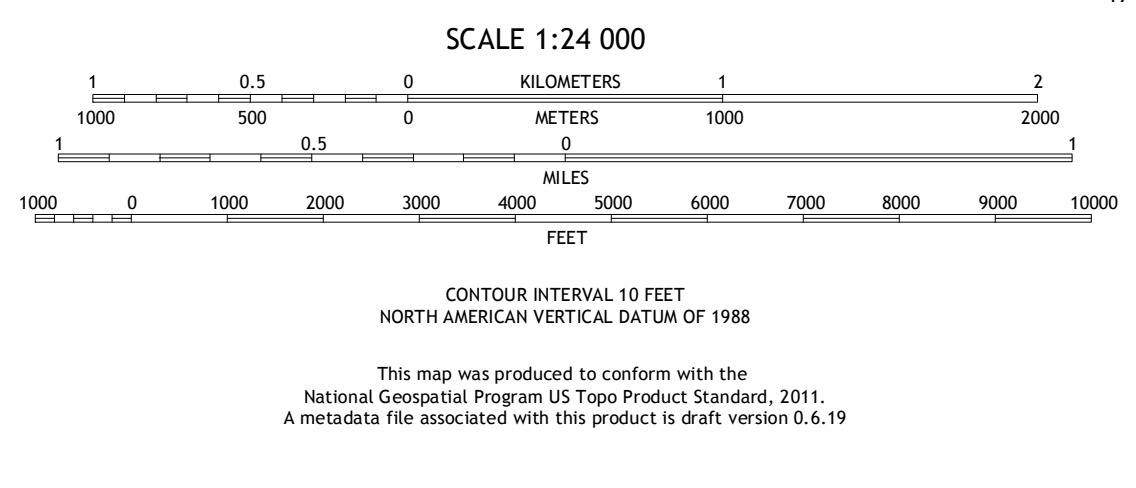 SCALE 1:24 000
1 0.5 0 KILOMETERS 1 2
1000 500 0 METERS 1000 2000
1 0.5 0 1
MILES
1000 0 1000 2000 3000 4000 5000 6000 7000 8000 9000 10000
FEET
CONTOUR INTERVAL 10 FEET
NORTH AMERICAN VERTICAL DATUM OF 1988
This map was produced to conform with the
National Geospatial Program US Topo Product Standard, 2011.
A metadata file associated with this product is draft version 0.6.19